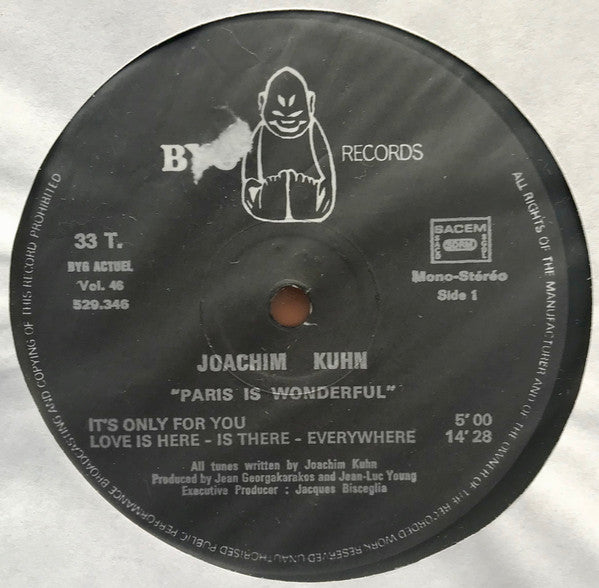 RECORDS
33 T.
BYG ACTUEL
Vol. 46
529.346
SACEM
Mono-Stéréo
Side 1
JOACHIM KUHN
"PARIS IS WONDERFUL"
IT'S ONLY FOR YOU 5'00
LOVE IS HERE - IS THERE - EVERYWHERE 14'28
All tunes written by Joachim Kuhn
Produced by Jean Georgakarakos and Jean-Luc Young
Executive Producer : Jacques Bisceglia
ALL RIGHTS OF THE MANUFACTURER AND OF THE OWNER OF THE RECORDED WORK RESERVED UNAUTHORISED PUBLIC PERFORMANCE BROADCASTING AND COPYING OF THIS RECORD PROHIBITED